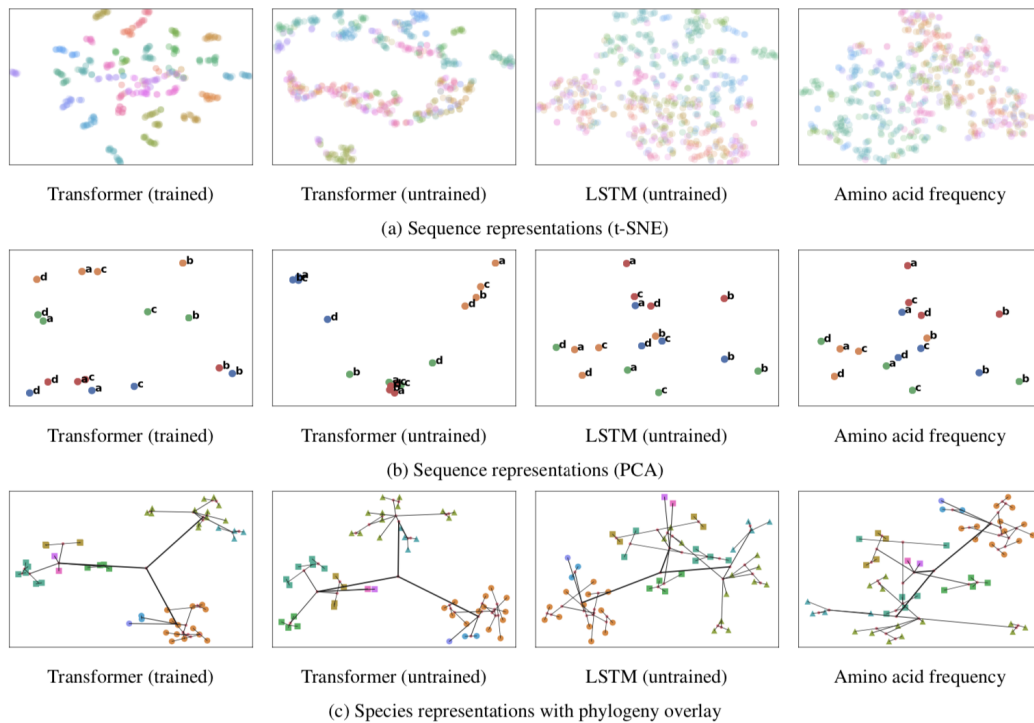 Transformer (trained) Transformer (untrained) LSTM (untrained) Amino acid frequency
(a) Sequence representations (t-SNE)
d a c b d a c b c b d a a d c b
a b c d a c b d d b a c b c d a
a c a d b b c d b d a c d a c b
a c a d b b c d b d a c d a c b
Transformer (trained) Transformer (untrained) LSTM (untrained) Amino acid frequency
(b) Sequence representations (PCA)
Transformer (trained) Transformer (untrained) LSTM (untrained) Amino acid frequency
(c) Species representations with phylogeny overlay